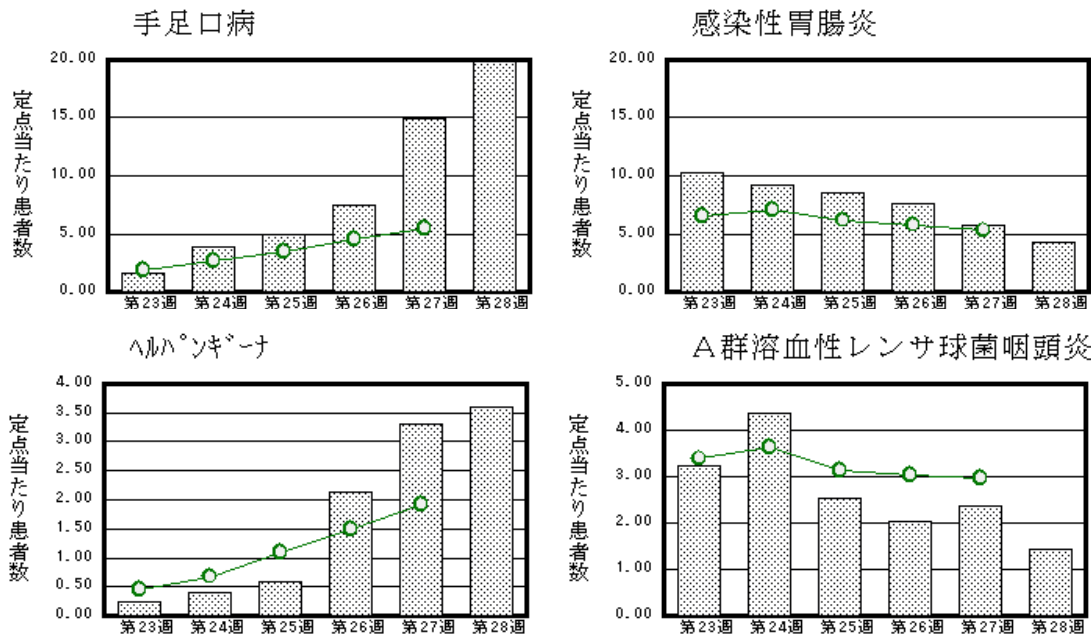 手足口病
定点当たり患者数
20.00
15.00
10.00
5.00
0.00
第23週 第24週 第25週 第26週 第27週 第28週
感染性胃腸炎
定点当たり患者数
20.00
15.00
10.00
5.00
0.00
第23週 第24週 第25週 第26週 第27週 第28週
ﾍﾙﾊﾟﾝｷﾞｰﾅ
定点当たり患者数
4.00
3.50
3.00
2.50
2.00
1.50
1.00
0.50
0.00
第23週 第24週 第25週 第26週 第27週 第28週
A群溶血性レンサ球菌咽頭炎
定点当たり患者数
5.00
4.00
3.00
2.00
1.00
0.00
第23週 第24週 第25週 第26週 第27週 第28週